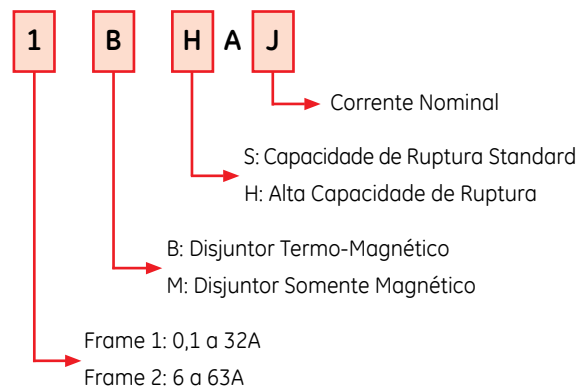 1 B H A J
Corrente Nominal
S: Capacidade de Ruptura Standard
H: Alta Capacidade de Ruptura
B: Disjuntor Termo-Magnético
M: Disjuntor Somente Magnético
Frame 1: 0,1 a 32A
Frame 2: 6 a 63A